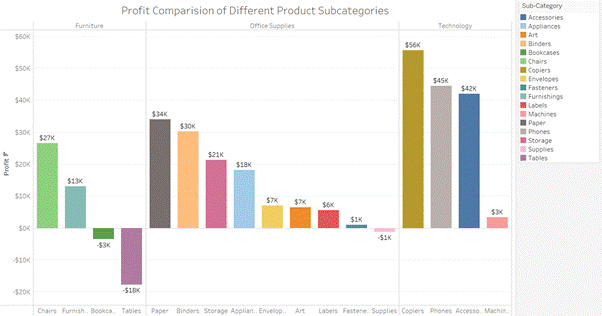 Profit Comparision of Different Product Subcategories
Furniture
Office Supplies
Technology
Profit
$60K
$50K
$40K
$30K
$20K
$10K
$0K
-$10K
-$20K
$27K
$13K
-$3K
-$18K
$34K
$30K
$21K
$18K
$7K
$7K
$6K
$1K
-$1K
$56K
$45K
$42K
$3K
Chairs
Furnish..
Bookca..
Tables
Paper
Binders
Storage
Applian..
Envelop..
Art
Labels
Fastene..
Supplies
Copiers
Phones
Accesso..
Machin..
Sub-Category
Accessories
Appliances
Art
Binders
Bookcases
Chairs
Copiers
Envelopes
Fasteners
Furnishings
Labels
Machines
Paper
Phones
Storage
Supplies
Tables